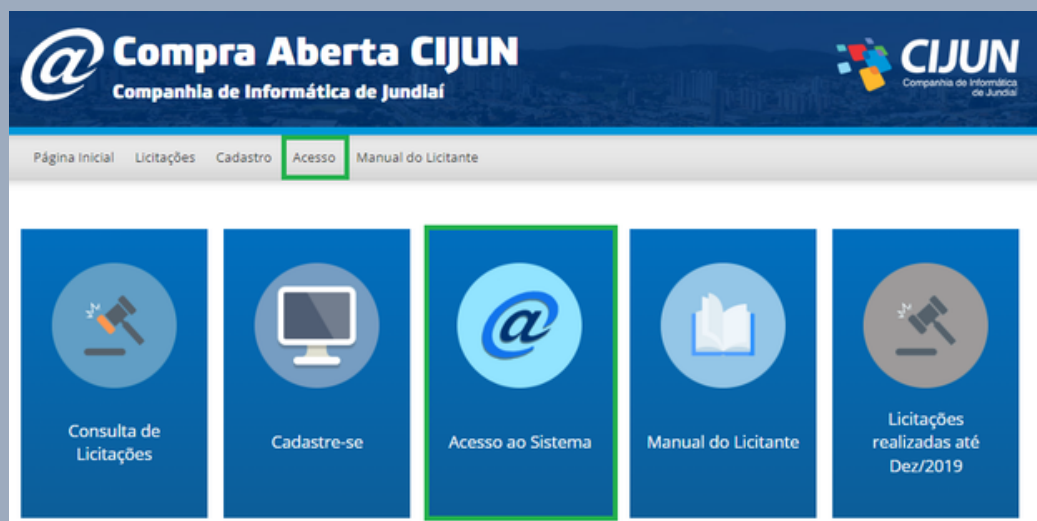 @ Compra Aberta CIJUN
Companhia de Informática de Jundiaí
CIJUN
Companhia de Informática
de Jundiaí
Página Inicial Licitações Cadastro Acesso Manual do Licitante
Consulta de
Licitações
Cadastre-se
@
Acesso ao Sistema
Manual do Licitante
Licitações
realizadas até
Dez/2019